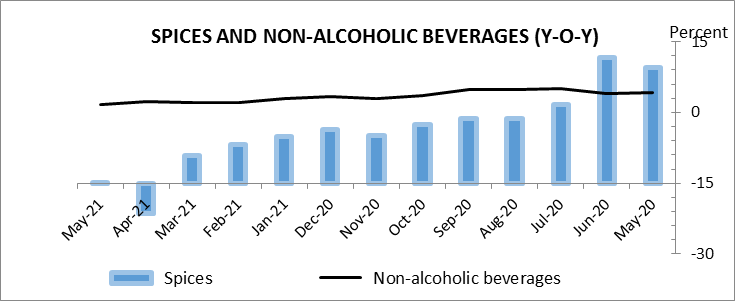 SPICES AND NON-ALCOHOLIC BEVERAGES (Y-O-Y)
Percent
15
0
-15
-30
May-21 Apr-21 Mar-21 Feb-21 Jan-21 Dec-20 Nov-20 Oct-20 Sep-20 Aug-20 Jul-20 Jun-20 May-20
Spices Non-alcoholic beverages